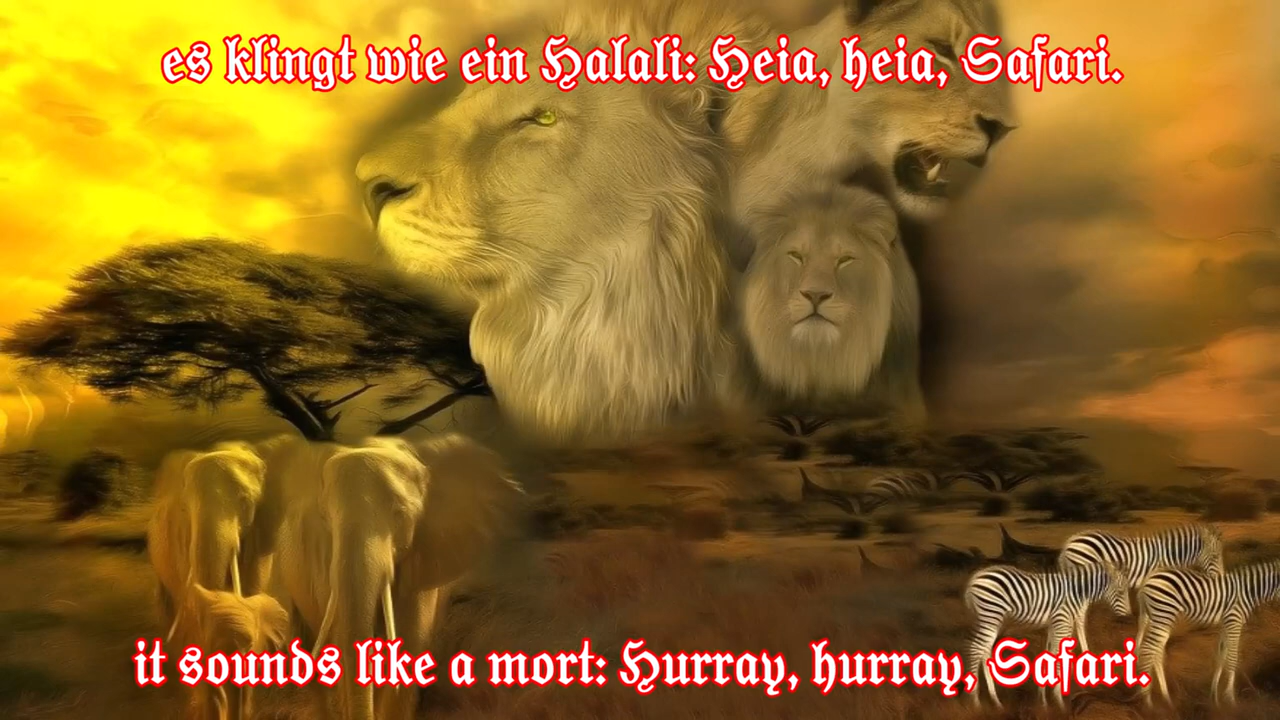 es klingt wie ein Halali: Heia, heia, Safari.
it sounds like a mort: Hurray, hurray, Safari.